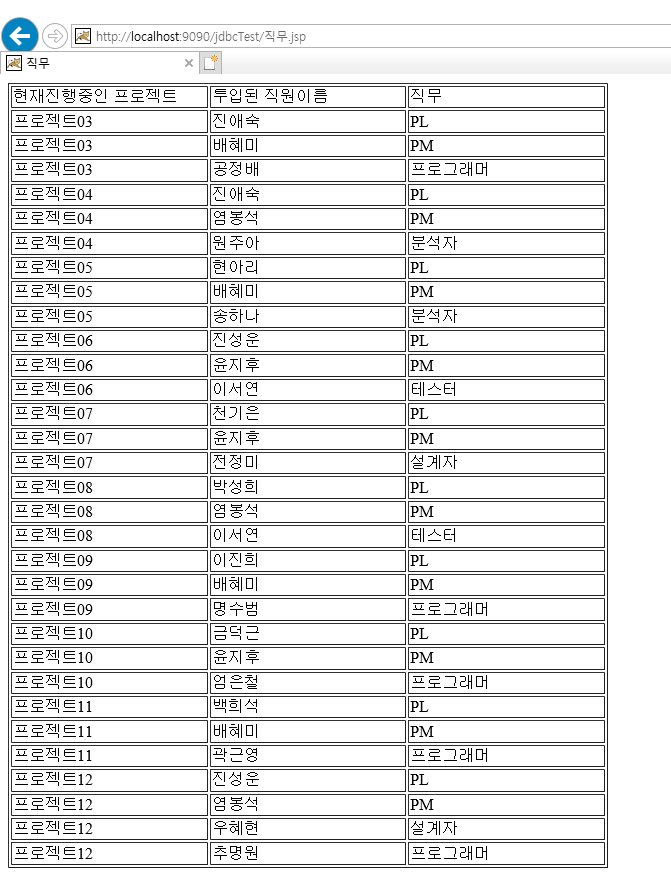 http://localhost:9090/jdbcTest/직무.jsp
직무
현재진행중인 프로젝트 투입된 직원이름 직무
프로젝트03 진애숙 PL
프로젝트03 배혜미 PM
프로젝트03 공정배 프로그래머
프로젝트04 진애숙 PL
프로젝트04 염봉석 PM
프로젝트04 원주아 분석자
프로젝트05 현아리 PL
프로젝트05 배혜미 PM
프로젝트05 송하나 분석자
프로젝트06 진성운 PL
프로젝트06 윤지후 PM
프로젝트06 이서연 테스터
프로젝트07 천기은 PL
프로젝트07 윤지후 PM
프로젝트07 전정미 설계자
프로젝트08 박성희 PL
프로젝트08 염봉석 PM
프로젝트08 이서연 테스터
프로젝트09 이진희 PL
프로젝트09 배혜미 PM
프로젝트09 명수범 프로그래머
프로젝트10 금덕근 PL
프로젝트10 윤지후 PM
프로젝트10 엄은철 프로그래머
프로젝트11 백희석 PL
프로젝트11 배혜미 PM
프로젝트11 곽근영 프로그래머
프로젝트12 진성운 PL
프로젝트12 염봉석 PM
프로젝트12 우혜현 설계자
프로젝트12 추명원 프로그래머